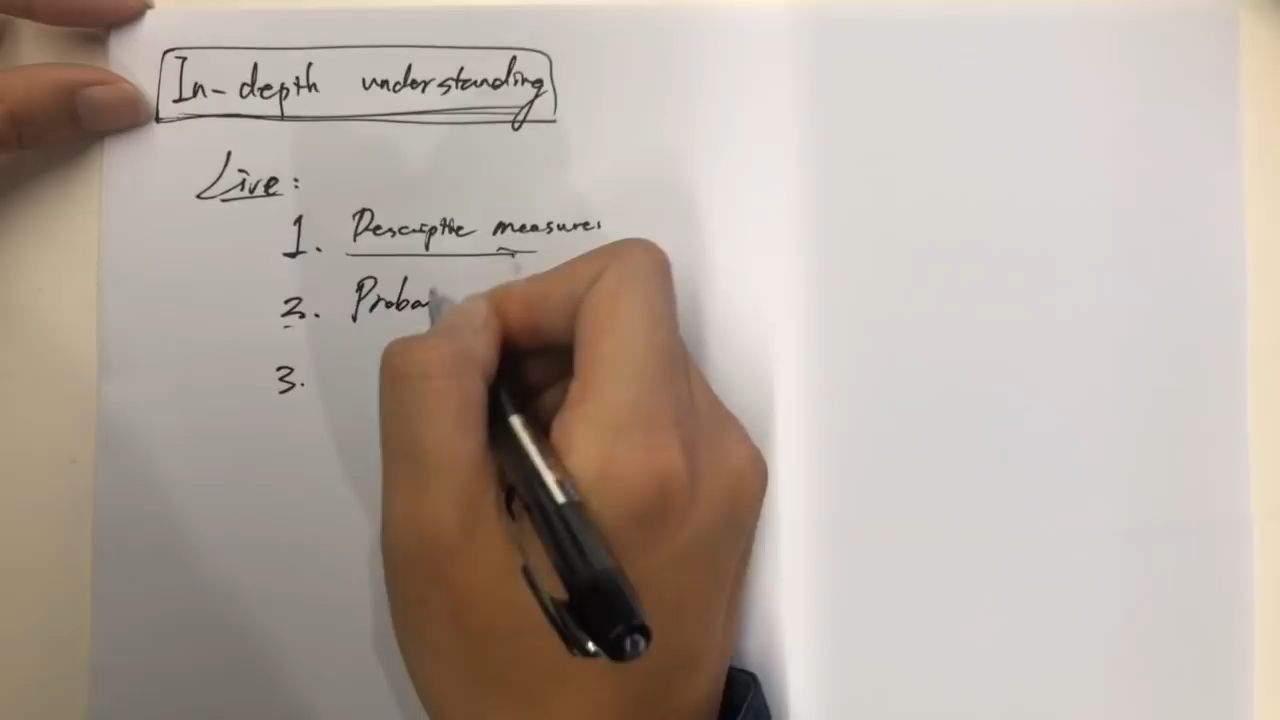 In-depth understanding
Live:
1. Descriptive measures
2. Proba
3.